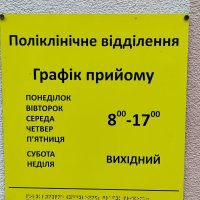 Поліклінічне відділення
Графік прийому
ПОНЕДІЛОК
ВІВТОРОК
СЕРЕДА
ЧЕТВЕР
П'ЯТНИЦЯ
8⁰⁰-17⁰⁰
СУБОТА
НЕДІЛЯ
ВИХІДНИЙ